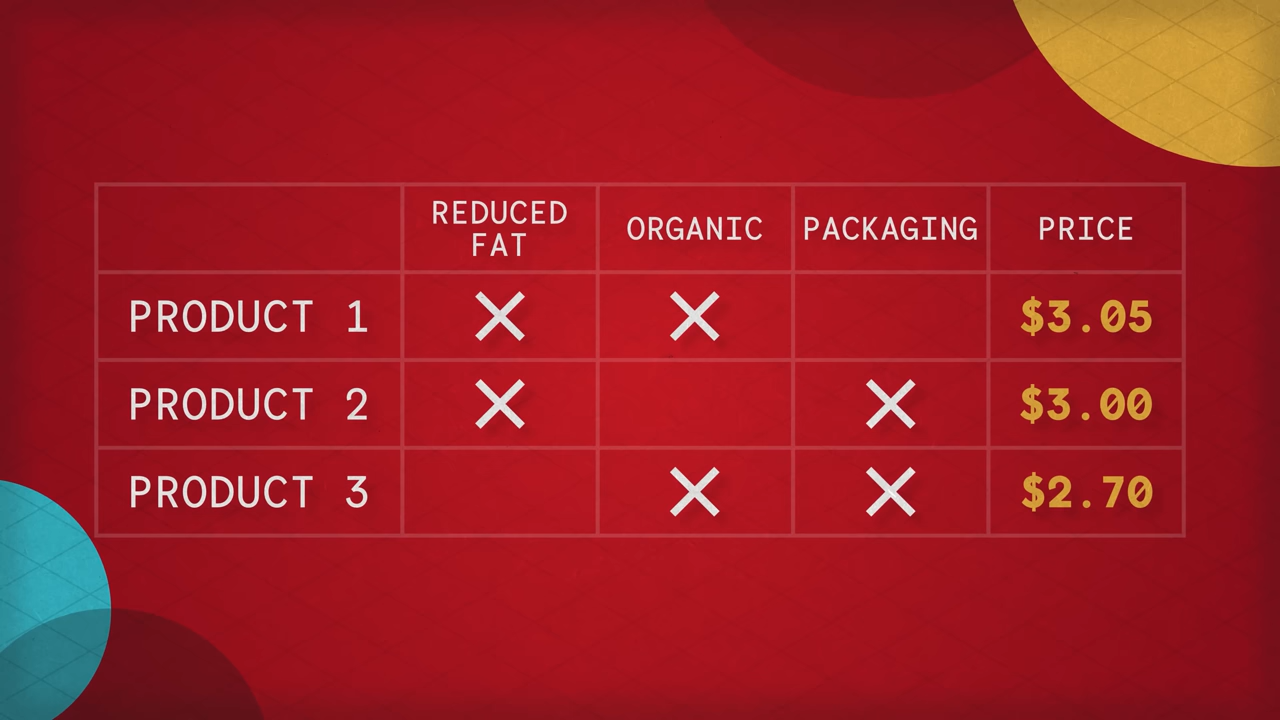 REDUCED
FAT
ORGANIC
PACKAGING
PRICE
PRODUCT 1 X X $3.05
PRODUCT 2 X X $3.00
PRODUCT 3 X X $2.70